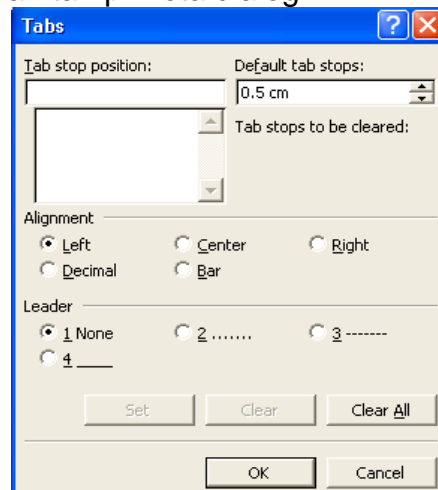 Tabs
Tab stop position:
Default tab stops:
0.5 cm
Tab stops to be cleared:
Alignment
Left Center Right
Decimal Bar
Leader
1 None 2 ....... 3 -------
4 ____
Set Clear Clear All
OK Cancel